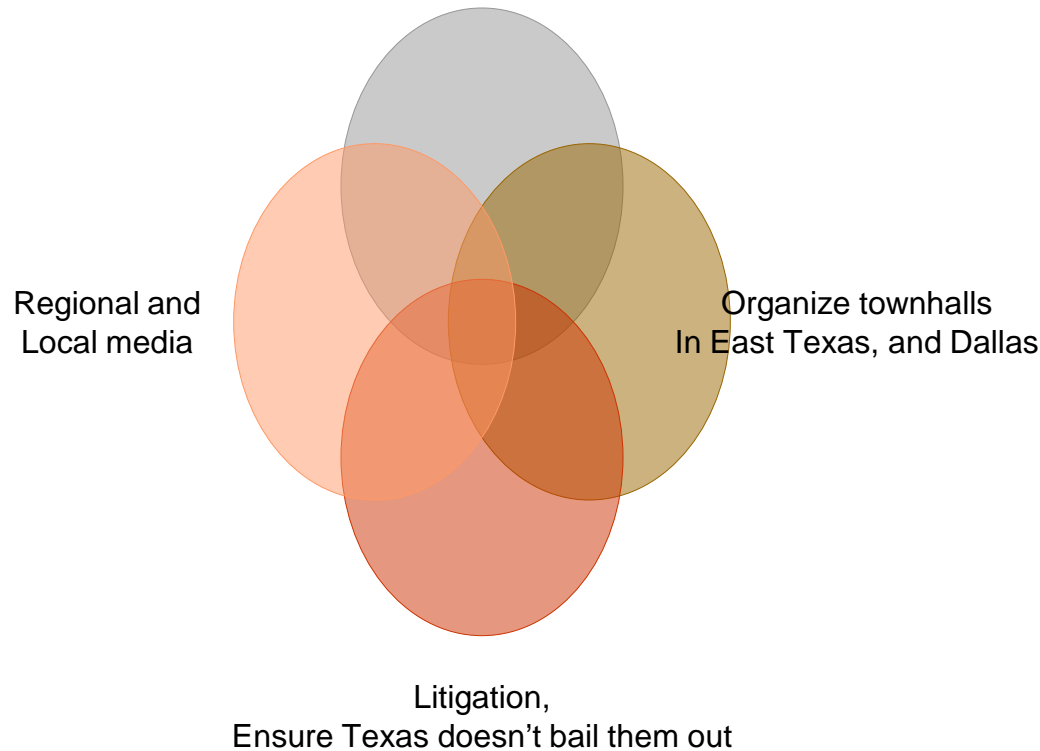 Regional and
Local media
Organize townhalls
In East Texas, and Dallas
Litigation,
Ensure Texas doesn’t bail them out